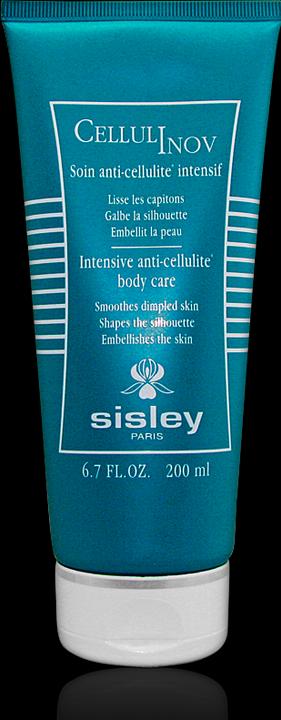 CELLULINOV
Soin anti-cellulite* intensif
Lisse les capitons
Galbe la silhouette
Embellit la peau
Intensive anti-cellulite*
body care
Smoothes dimpled skin
Shapes the silhouette
Embellishes the skin
sisley
PARIS
6.7 FL.OZ. 200 ml